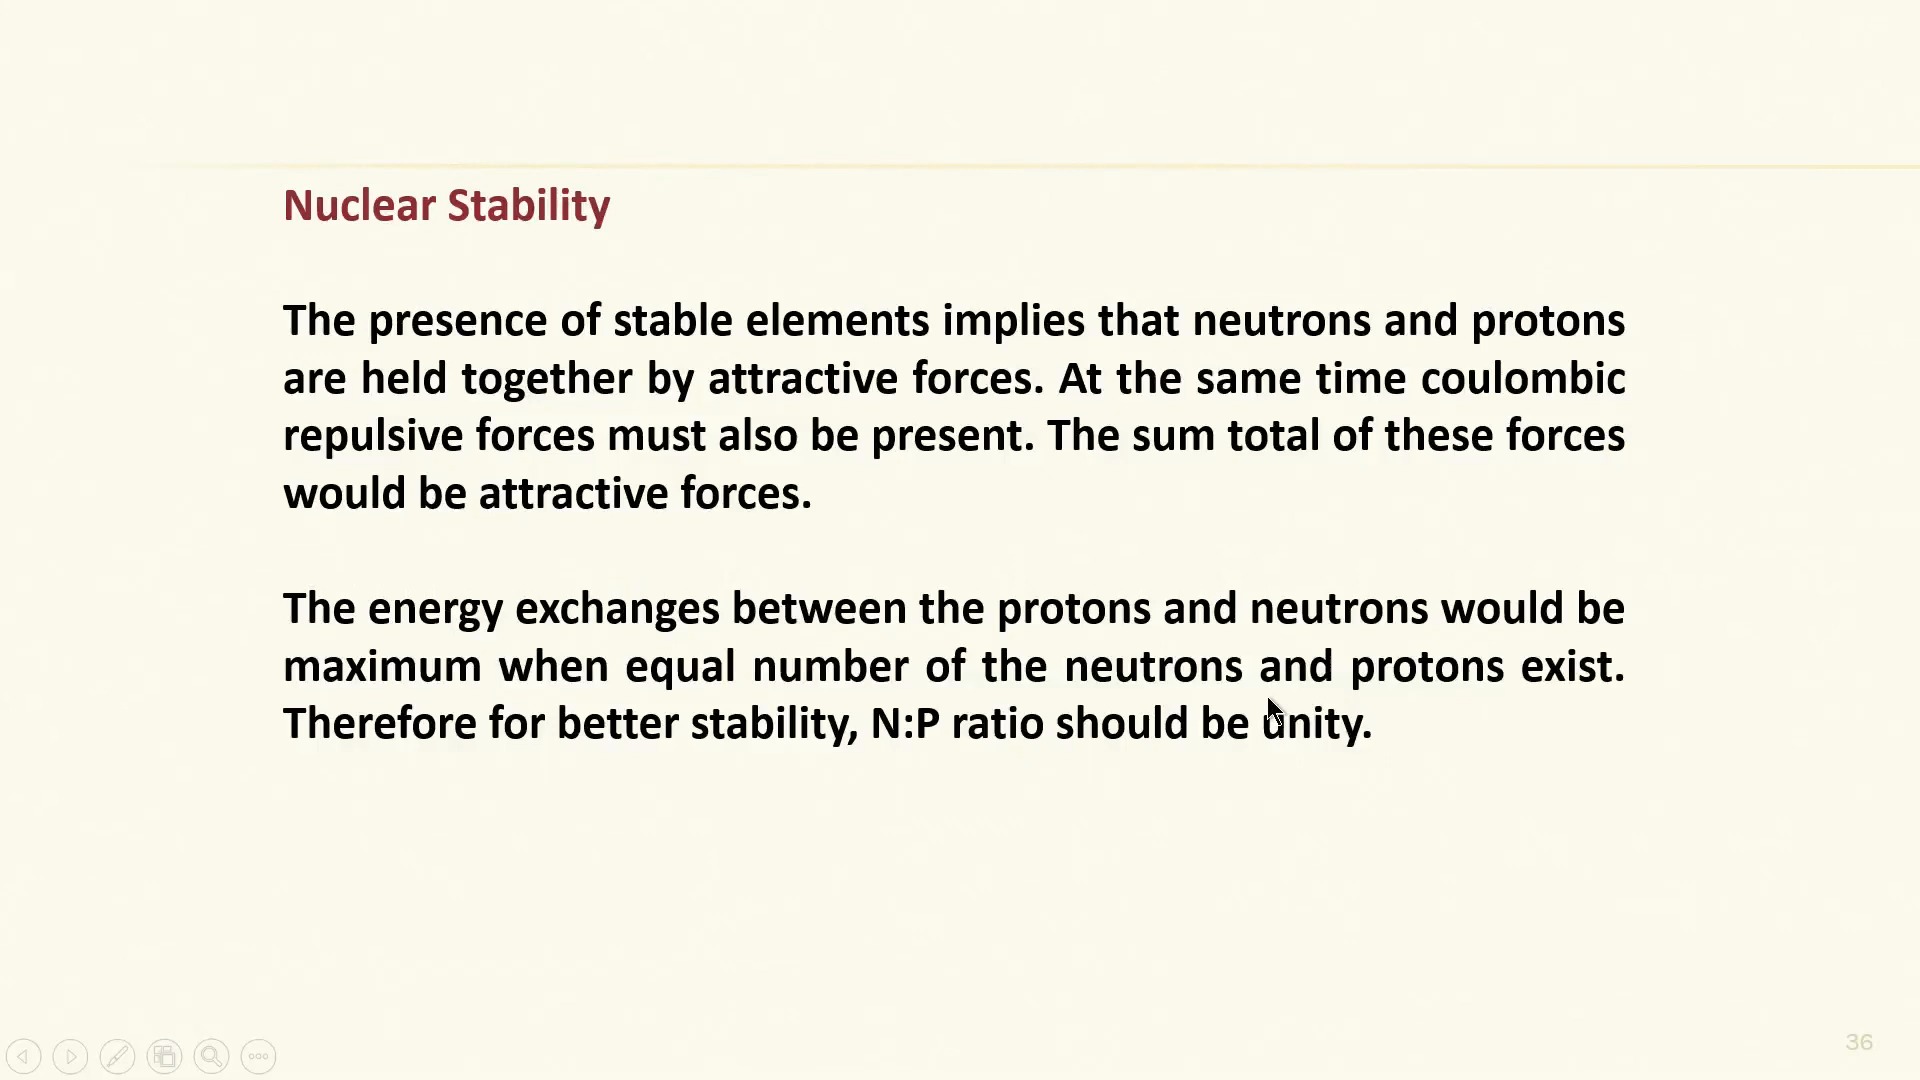 Nuclear Stability
The presence of stable elements implies that neutrons and protons
are held together by attractive forces. At the same time coulombic
repulsive forces must also be present. The sum total of these forces
would be attractive forces.
The energy exchanges between the protons and neutrons would be
maximum when equal number of the neutrons and protons exist.
Therefore for better stability, N:P ratio should be unity.
36